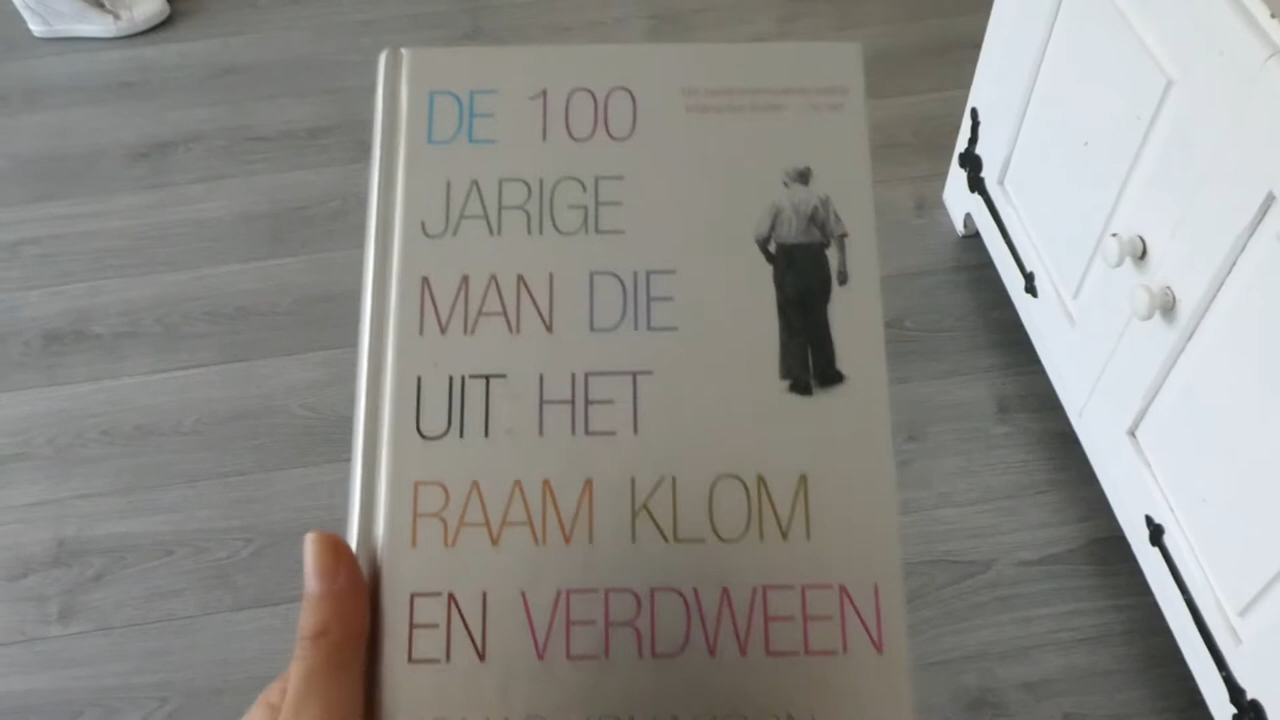 DE 100
JARIGE
MAN DIE
UIT HET
RAAM KLOM
EN VERDWEEN